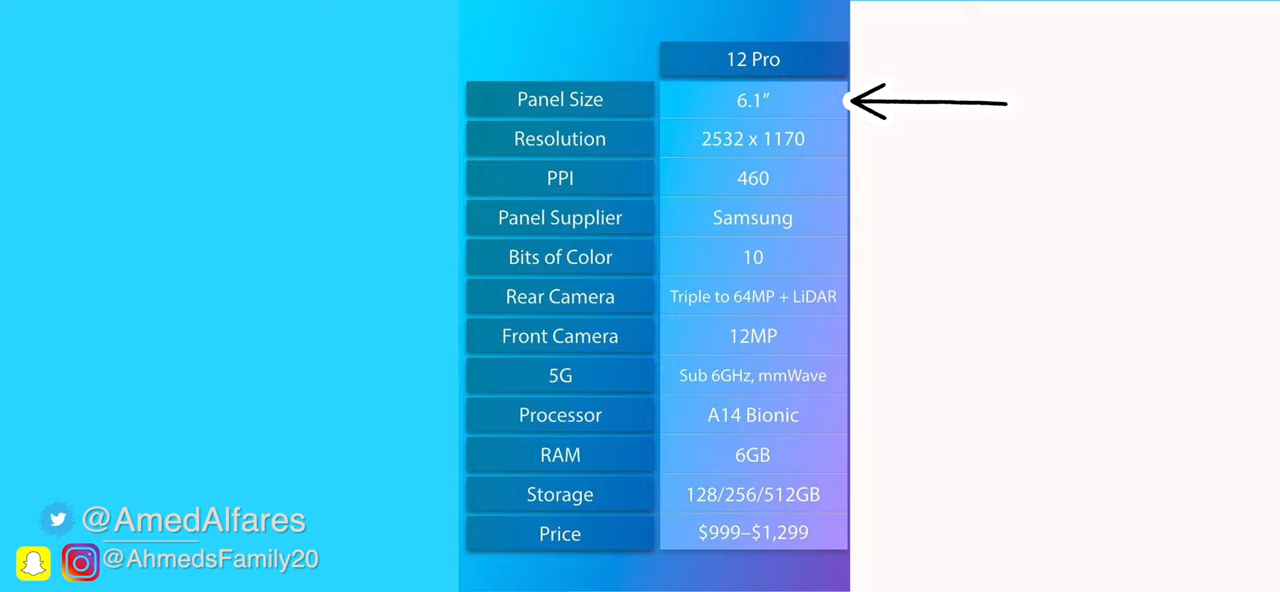 12 Pro
Panel Size 6.1”
Resolution 2532 x 1170
PPI 460
Panel Supplier Samsung
Bits of Color 10
Rear Camera Triple to 64MP + LiDAR
Front Camera 12MP
5G Sub 6GHz, mmWave
Processor A14 Bionic
RAM 6GB
Storage 128/256/512GB
Price $999–$1,299
@AmedAlfares
@AhmedsFamily20